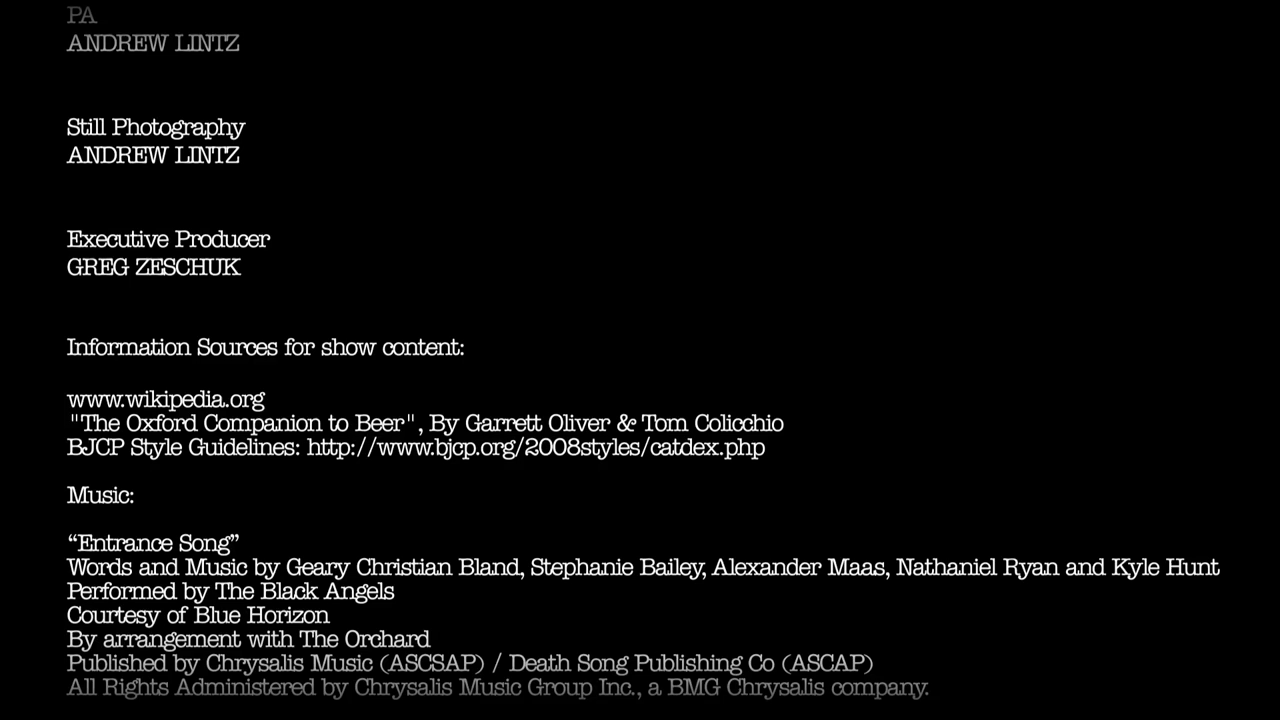 PA
ANDREW LINTZ
Still Photography
ANDREW LINTZ
Executive Producer
GREG ZESCHUK
Information Sources for show content:
www.wikipedia.org
"The Oxford Companion to Beer", By Garrett Oliver & Tom Colicchio
BJCP Style Guidelines: http://www.bjcp.org/2008styles/catdex.php
Music:
“Entrance Song”
Words and Music by Geary Christian Bland, Stephanie Bailey, Alexander Maas, Nathaniel Ryan and Kyle Hunt
Performed by The Black Angels
Courtesy of Blue Horizon
By arrangement with The Orchard
Published by Chrysalis Music (ASCSAP) / Death Song Publishing Co (ASCAP)
All Rights Administered by Chrysalis Music Group Inc., a BMG Chrysalis company.